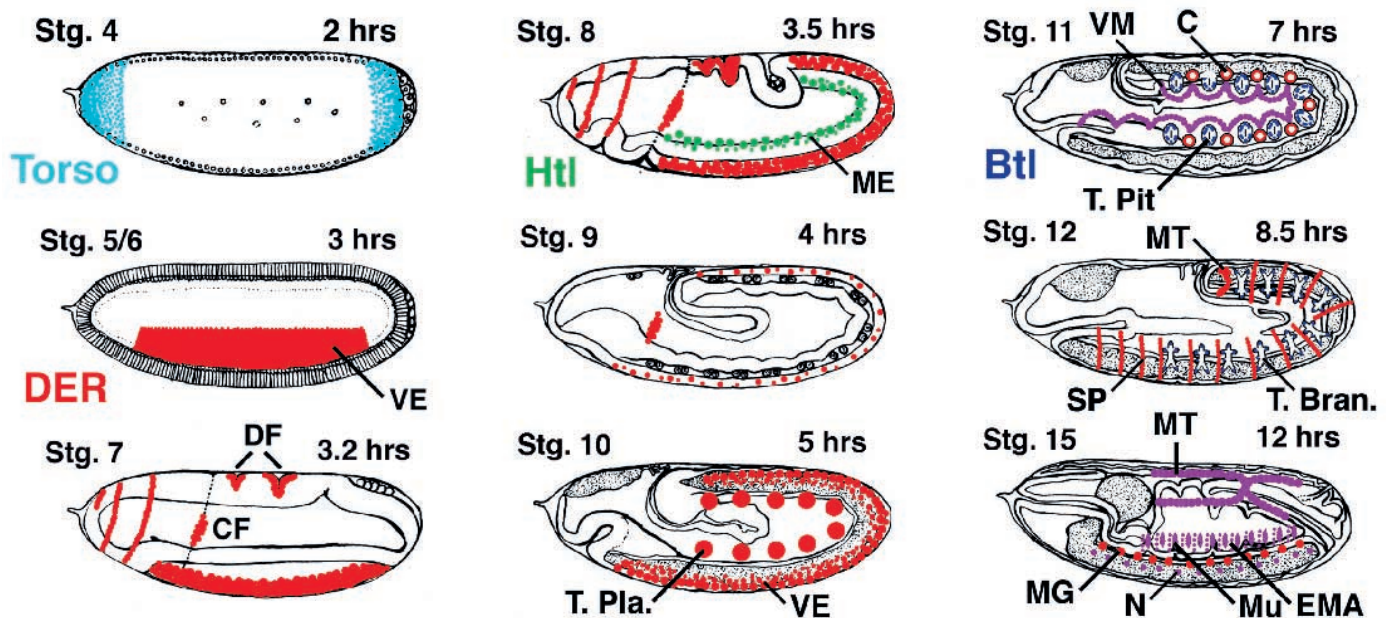 Stg. 4 2 hrs
Torso
Stg. 5/6 3 hrs
VE
DER
Stg. 7 DF 3.2 hrs
CF
Stg. 8 3.5 hrs
Htl
ME
Stg. 9 4 hrs
Stg. 10 5 hrs
T. Pla. VE
Stg. 11 VM C 7 hrs
Btl
T. Pit
Stg. 12 MT 8.5 hrs
SP T. Bran.
Stg. 15 MT 12 hrs
MG N Mu EMA